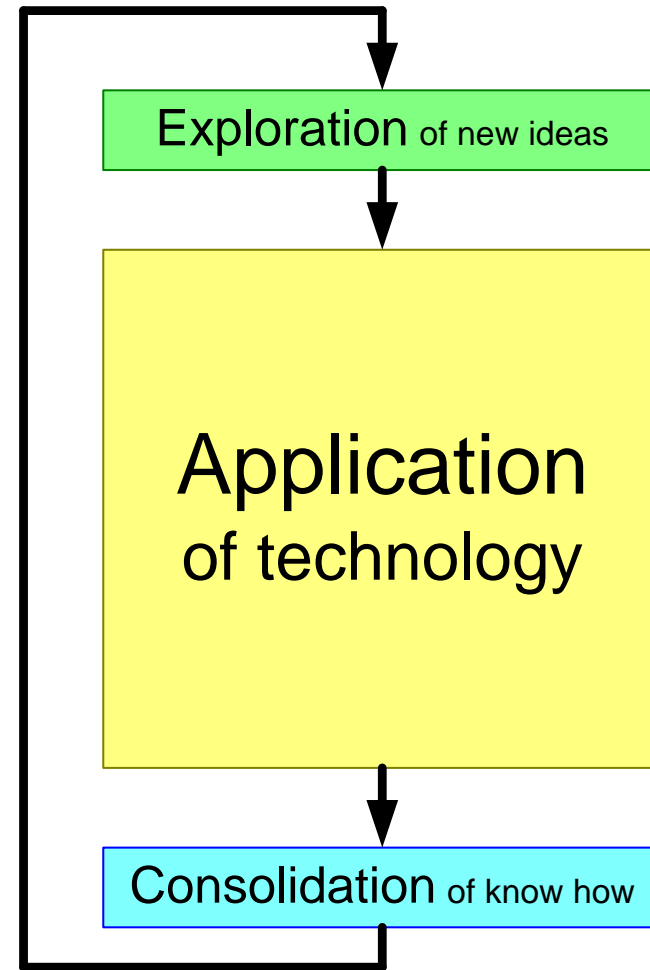 Exploration of new ideas
Application
of technology
Consolidation of know how